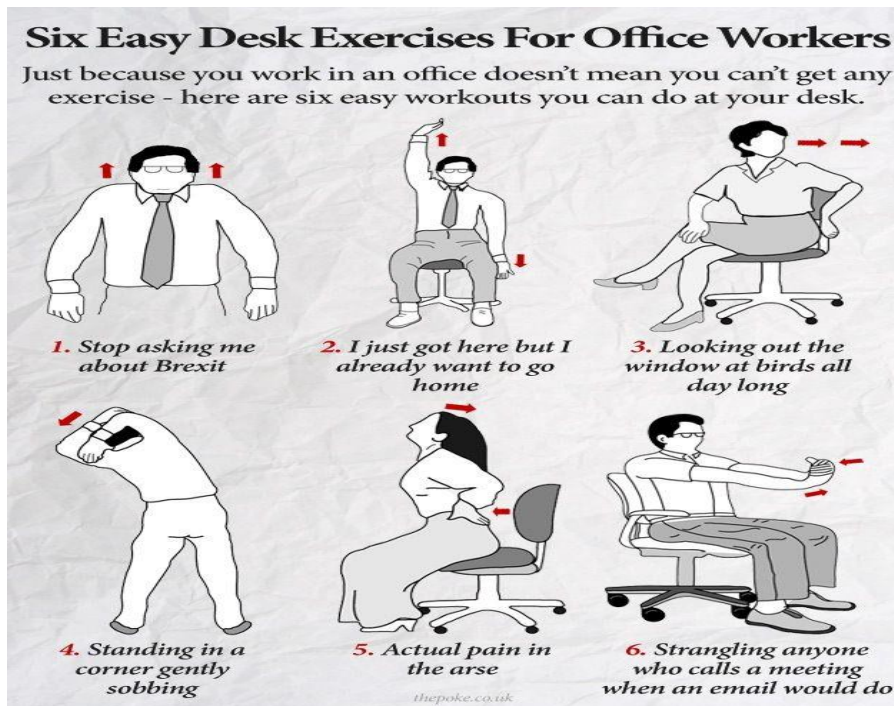 Six Easy Desk Exercises For Office Workers
Just because you work in an office doesn't mean you can't get any
exercise - here are six easy workouts you can do at your desk.
1. Stop asking me
about Brexit
2. I just got here but I
already want to go
home
3. Looking out the
window at birds all
day long
4. Standing in a
corner gently
sobbing
5. Actual pain in
the arse
6. Strangling anyone
who calls a meeting
when an email would do
thepoke.co.uk